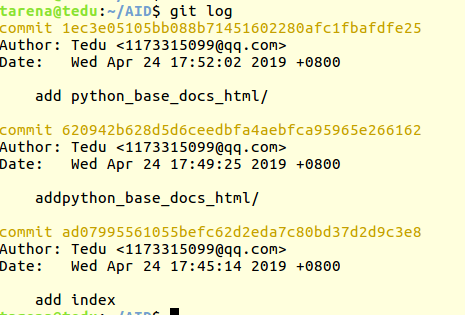 tarena@tedu:~/AID$ git log
commit 1ec3e05105bb088b71451602280afc1fbafdfe25
Author: Tedu <1173315099@qq.com>
Date:   Wed Apr 24 17:52:02 2019 +0800
    add python_base_docs_html/
commit 620942b628d5d6ceedbfa4aebfca95965e266162
Author: Tedu <1173315099@qq.com>
Date:   Wed Apr 24 17:49:25 2019 +0800
    addpython_base_docs_html/
commit ad07995561055befc62d2eda7c80bd37d2d9c3e8
Author: Tedu <1173315099@qq.com>
Date:   Wed Apr 24 17:45:14 2019 +0800
    add index
tarena@tedu:~/AID$